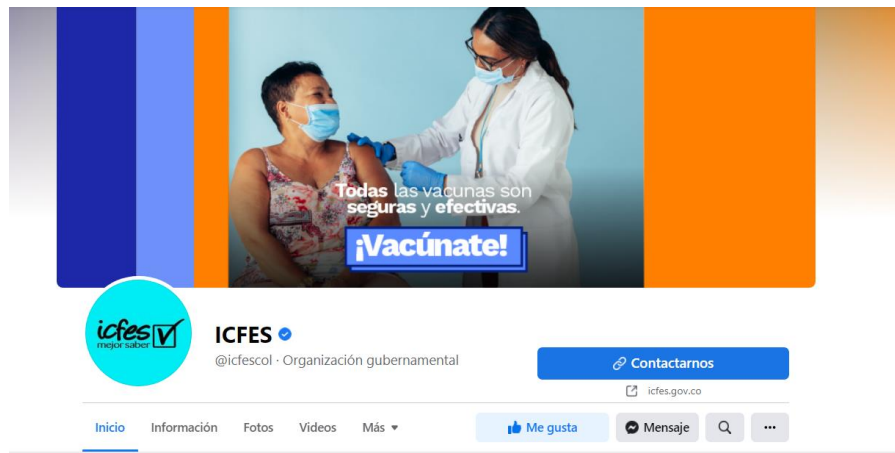 Todas las vacunas son
seguras y efectivas.
¡Vacúnate!
icfes
mejor saber
ICFES
@icfescol · Organización gubernamental
Contactarnos
icfes.gov.co
Inicio Información Fotos Videos Más
Me gusta Mensaje